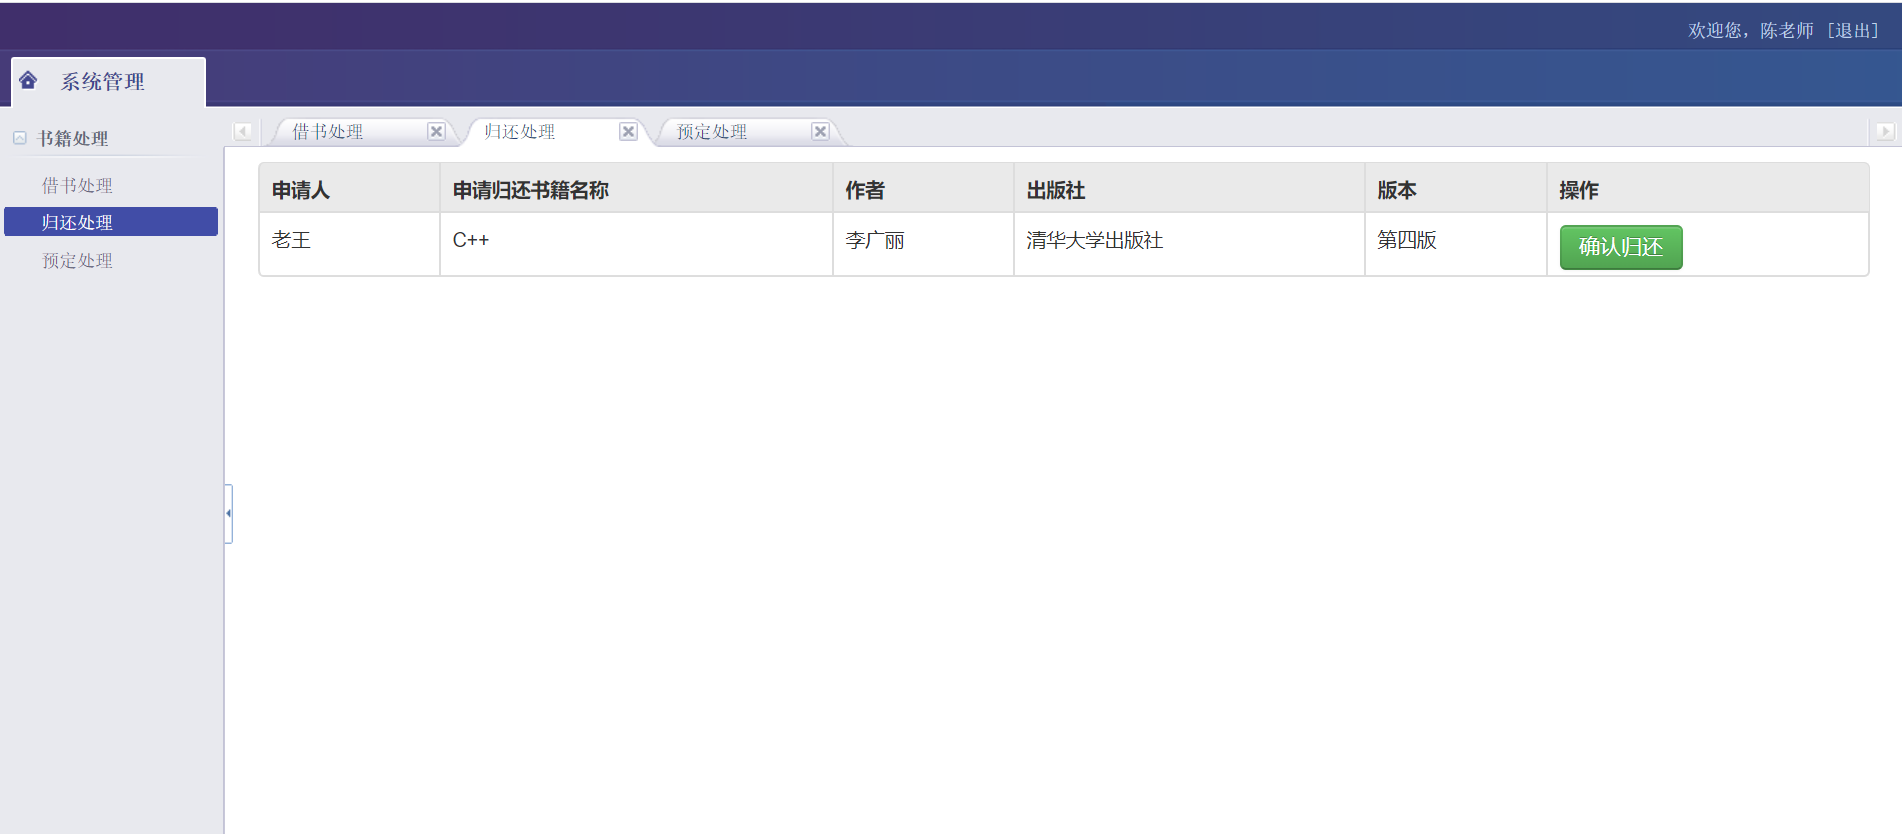 欢迎您，陈老师 [退出]
系统管理
书籍处理
借书处理
归还处理
预定处理
借书处理 归还处理 预定处理
申请人 申请归还书籍名称 作者 出版社 版本 操作
老王 C++ 李广丽 清华大学出版社 第四版 确认归还